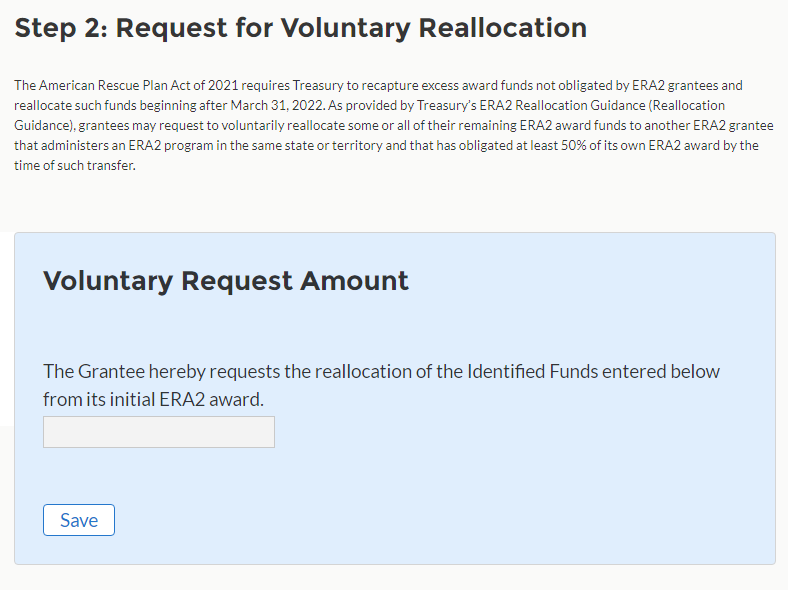 Step 2: Request for Voluntary Reallocation
The American Rescue Plan Act of 2021 requires Treasury to recapture excess award funds not obligated by ERA2 grantees and
reallocate such funds beginning after March 31, 2022. As provided by Treasury's ERA2 Reallocation Guidance (Reallocation
Guidance), grantees may request to voluntarily reallocate some or all of their remaining ERA2 award funds to another ERA2 grantee
that administers an ERA2 program in the same state or territory and that has obligated at least 50% of its own ERA2 award by the
time of such transfer.
Voluntary Request Amount
The Grantee hereby requests the reallocation of the Identified Funds entered below
from its initial ERA2 award.
Save